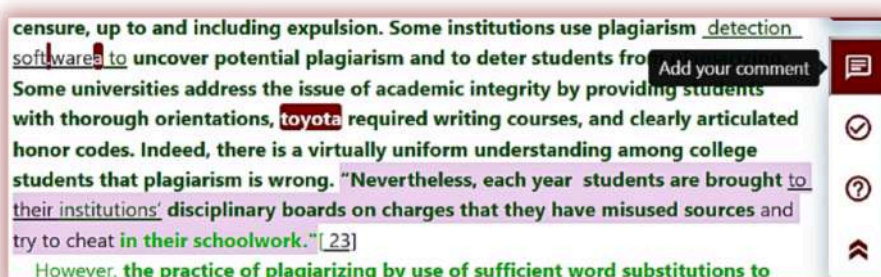 censure, up to and including expulsion. Some institutions use plagiarism detection
softwarea to uncover potential plagiarism and to deter students
Add your comment
Some universities address the issue of academic integrity by providing students
with thorough orientations, toyota required writing courses, and clearly articulated
honor codes. Indeed, there is a virtually uniform understanding among college
students that plagiarism is wrong. "Nevertheless, each year students are brought to
their institutions' disciplinary boards on charges that they have misused sources and
try to cheat in their schoolwork."[ 23]
However, the practice of plagiarizing by use of sufficient word substitutions to